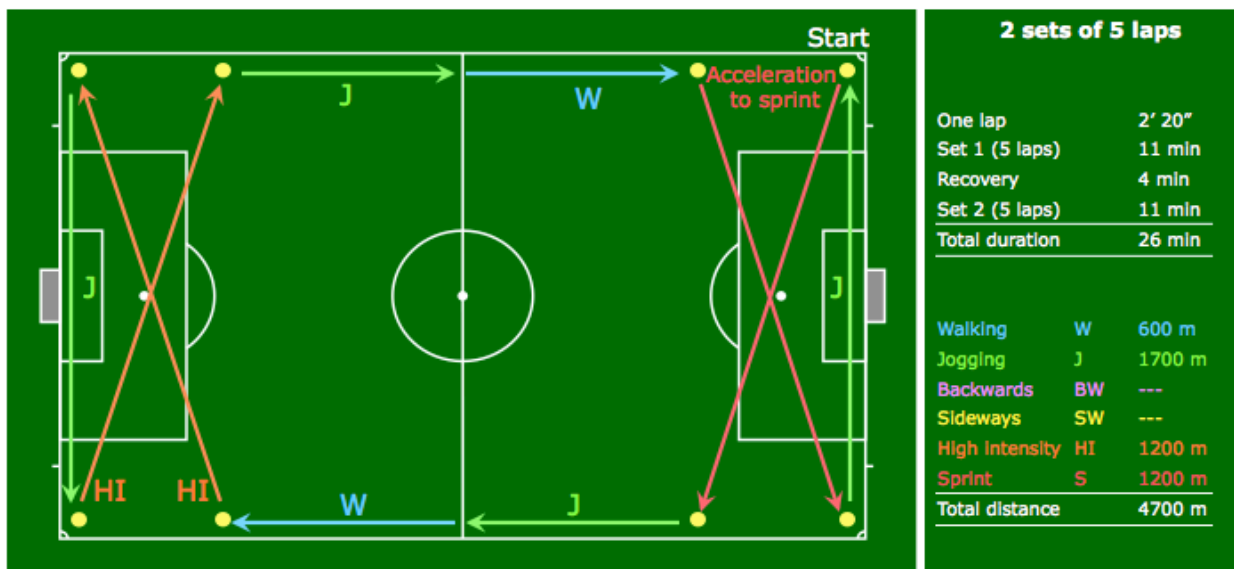 Start
Acceleration
to sprint
J
W
J
J
HI
HI
W
J
2 sets of 5 laps
One lap 2' 20”
Set 1 (5 laps) 11 min
Recovery 4 min
Set 2 (5 laps) 11 min
Total duration 26 min
Walking W 600 m
Jogging J 1700 m
Backwards BW ---
Sideways SW ---
High intensity HI 1200 m
Sprint S 1200 m
Total distance 4700 m